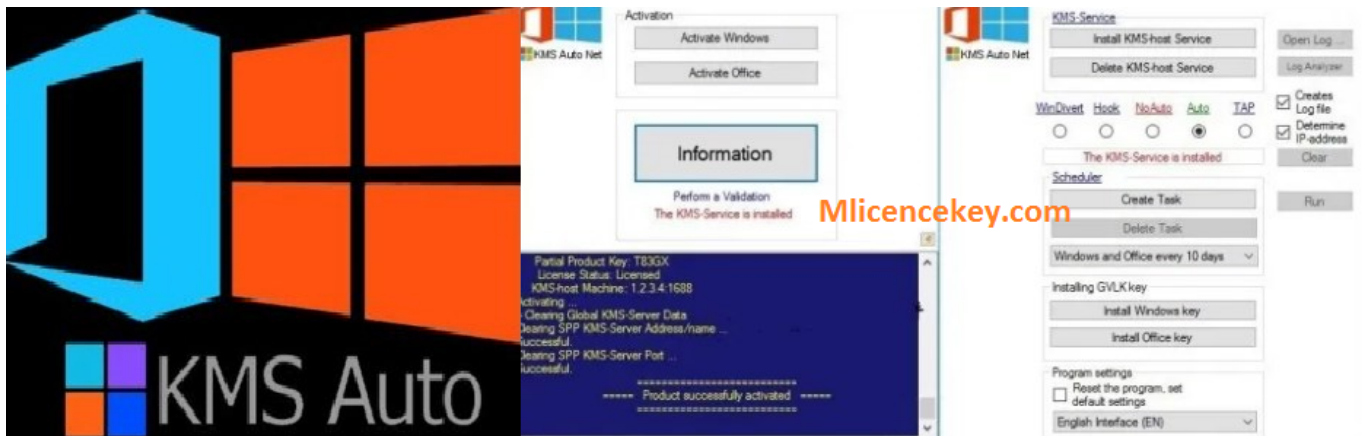 KMS Auto
KMS Auto Net
Activation
Activate Windows
Activate Office
Information
Perform a Validation
The KMS-Service is installed
Partial Product Key: T83GX
License Status: Licensed
KMS-host Machine: 1.2.3.4:1688
Activating ...
Clearing Global KMS-Server Data
Clearing SPP KMS-Server Address/name ...
Successful.
Clearing SPP KMS-Server Port ...
Successful.
===========================
===== Product successfully activated =====
===========================
Mlicencekey.com
KMS Auto Net
KMS-Service
Install KMS-host Service
Delete KMS-host Service
Open Log ...
Log Analyzer
WinDivert Hook NoAuto Auto TAP
Creates
Log file
Determine
IP-address
The KMS-Service is installed
Clear
Scheduler
Create Task
Run
Delete Task
Windows and Office every 10 days
Installing GVLK key
Install Windows key
Install Office key
Program settings
Reset the program, set
default settings
English Interface (EN)